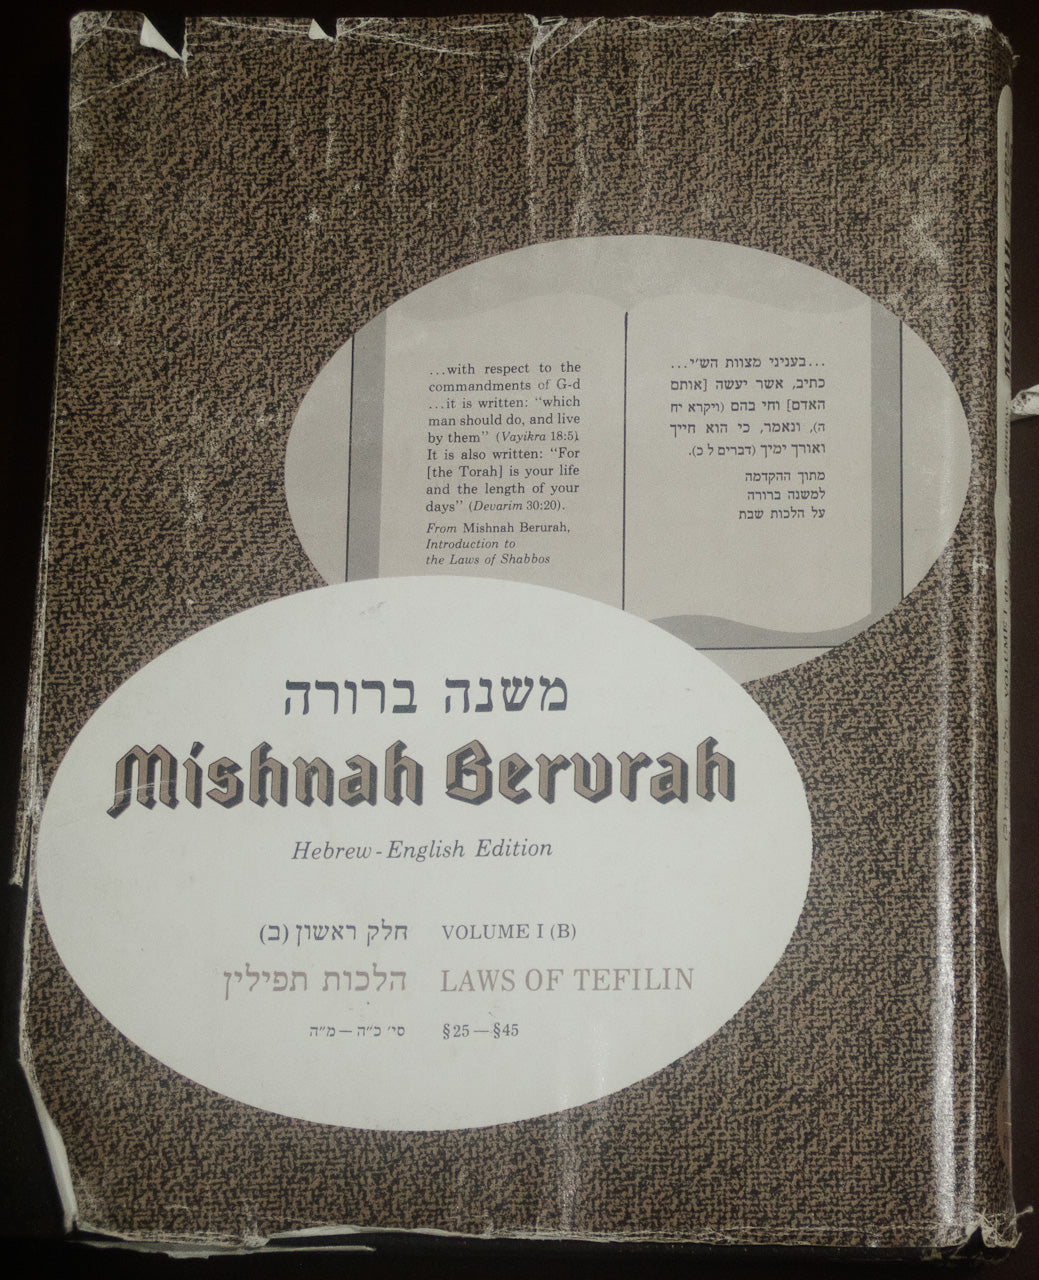 ...with respect to the
commandments of G-d
...it is written: "which
man should do, and live
by them" (Vayikra 18:5).
It is also written: "For
[the Torah] is your life
and the length of your
days" (Devarim 30:20).
From Mishnah Berurah,
Introduction to
the Laws of Shabbos
...בעניני מצוות הש״י...
כתיב, אשר יעשה [אותם
האדם] וחי בהם (ויקרא יח
ה), ונאמר, כי הוא חייך
ואורך ימיך (דברים ל כ).
מתוך ההקדמה
למשנה ברורה
על הלכות שבת
משנה ברורה
Mishnah Berurah
Hebrew-English Edition
חלק ראשון (ב) VOLUME I (B)
הלכות תפילין LAWS OF TEFILIN
סי׳ כ״ה — מ״ה §25—§45
MISHNAH